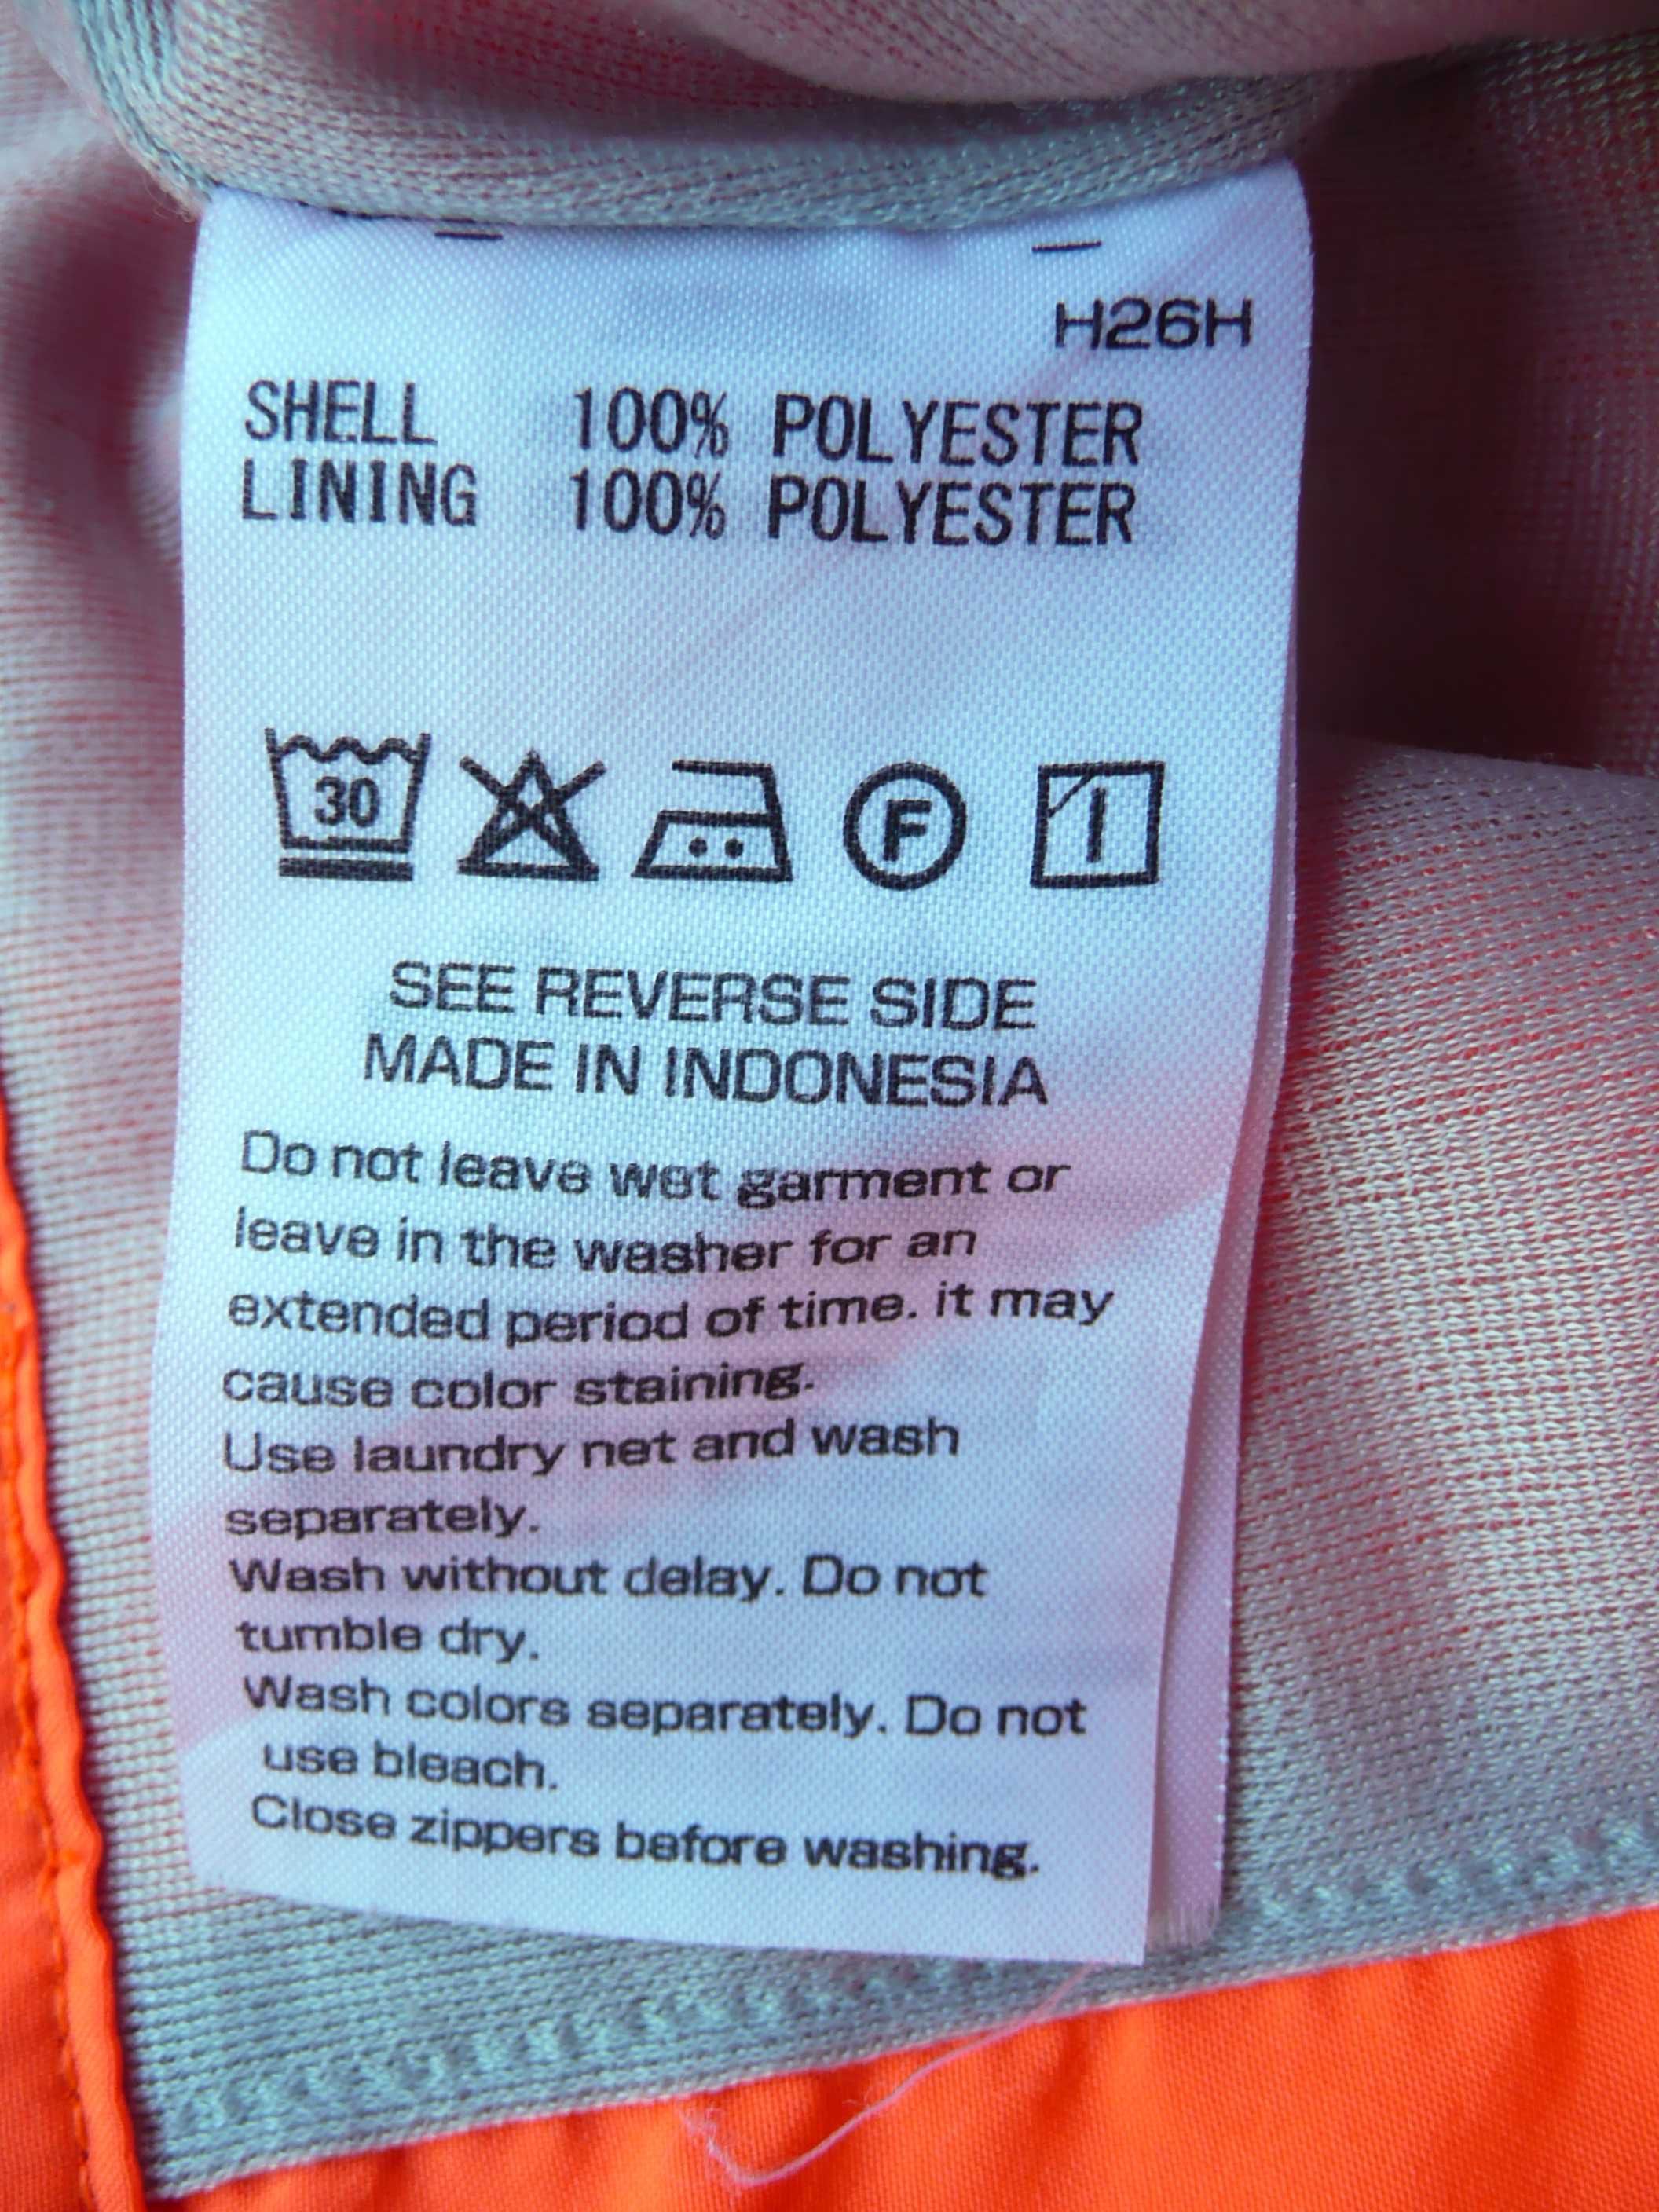 H26H
SHELL 100% POLYESTER
LINING 100% POLYESTER
30 F
SEE REVERSE SIDE
MADE IN INDONESIA
Do not leave wet garment or
leave in the washer for an
extended period of time. it may
cause color staining.
Use laundry net and wash
separately.
Wash without delay. Do not
tumble dry.
Wash colors separately. Do not
use bleach.
Close zippers before washing.